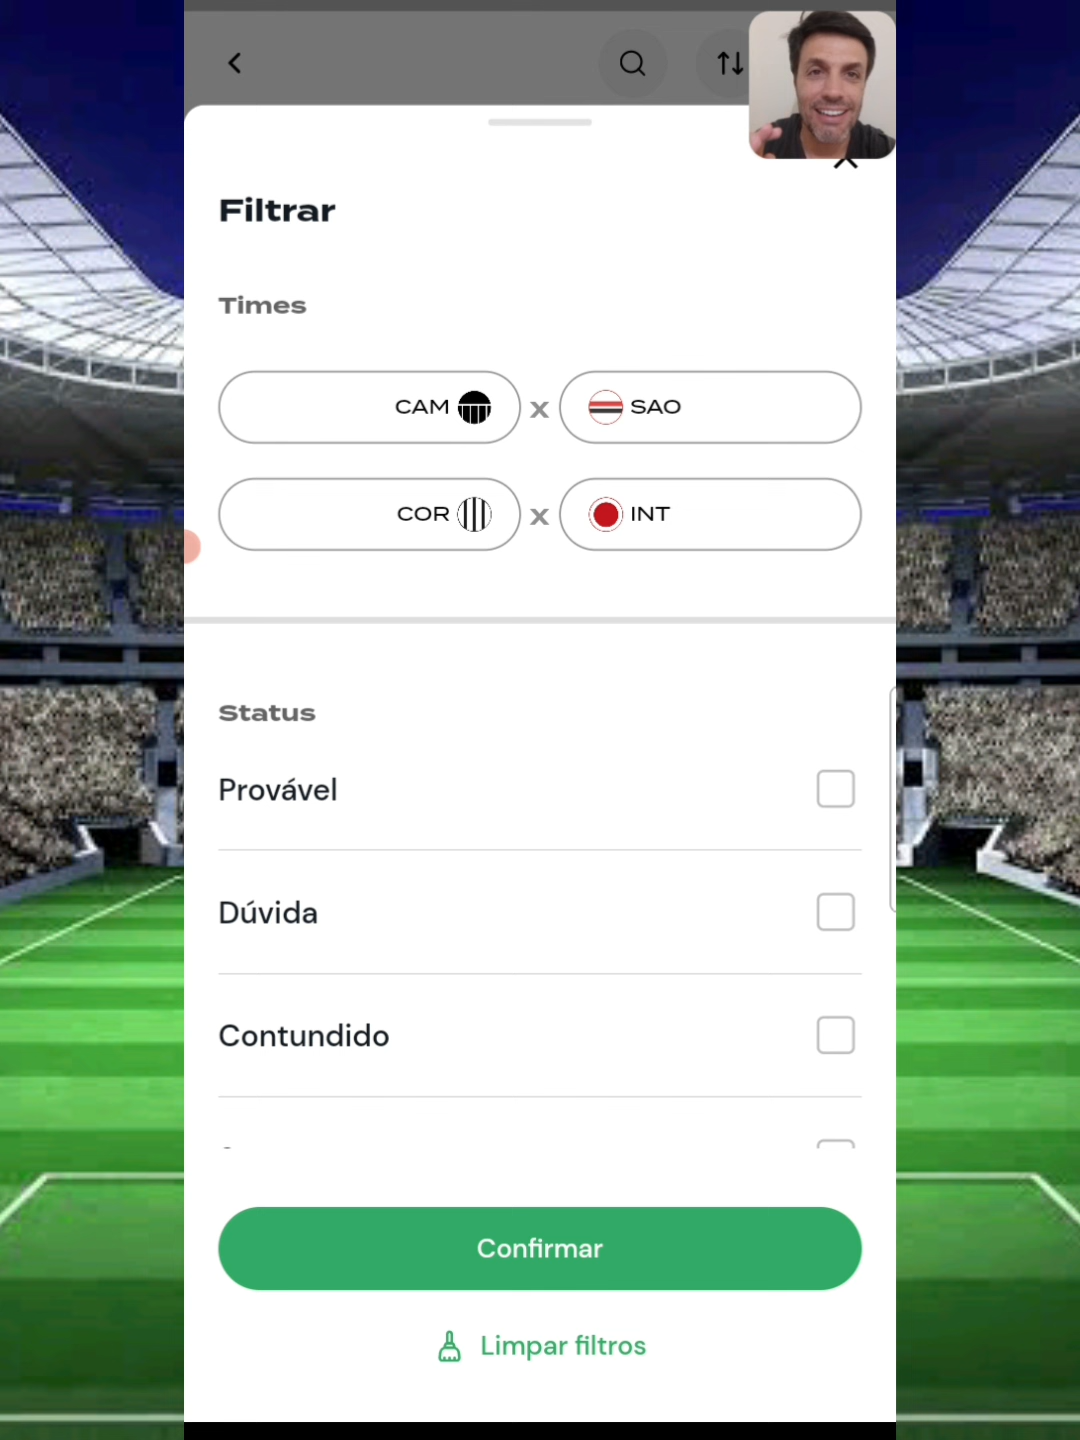 Filtrar
Times
CAM x SAO
COR x INT
Status
Provável
Dúvida
Contundido
Confirmar
Limpar filtros